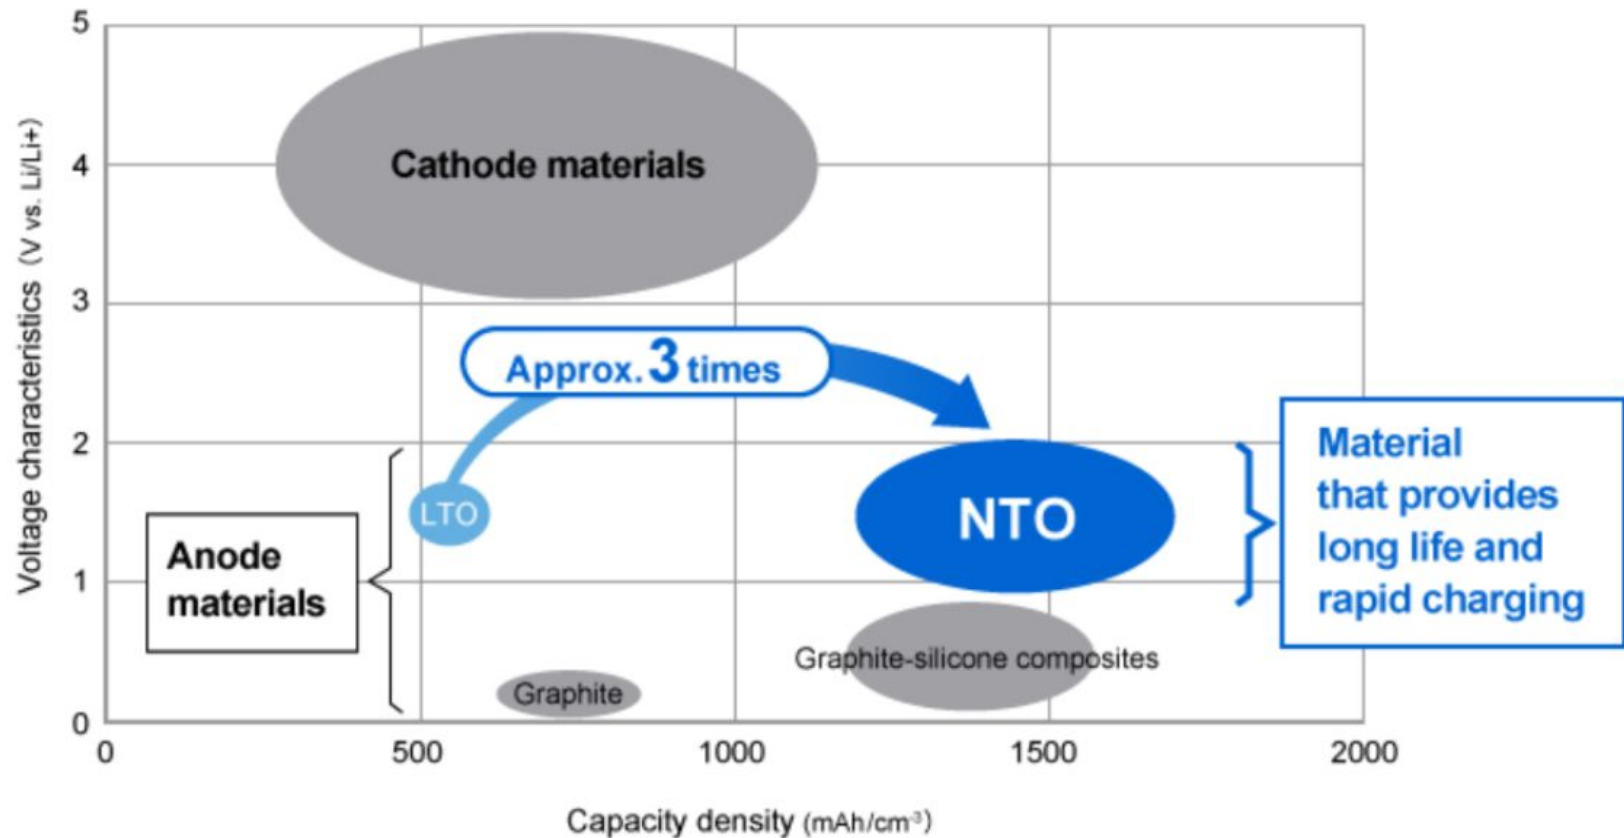 5
4
3
2
1
0
Voltage characteristics (V vs. Li/Li+)
Cathode materials
Approx. 3 times
LTO
NTO
Anode
materials
Graphite
Graphite-silicone composites
Material
that provides
long life and
rapid charging
0 500 1000 1500 2000
Capacity density (mAh/cm⁻³)